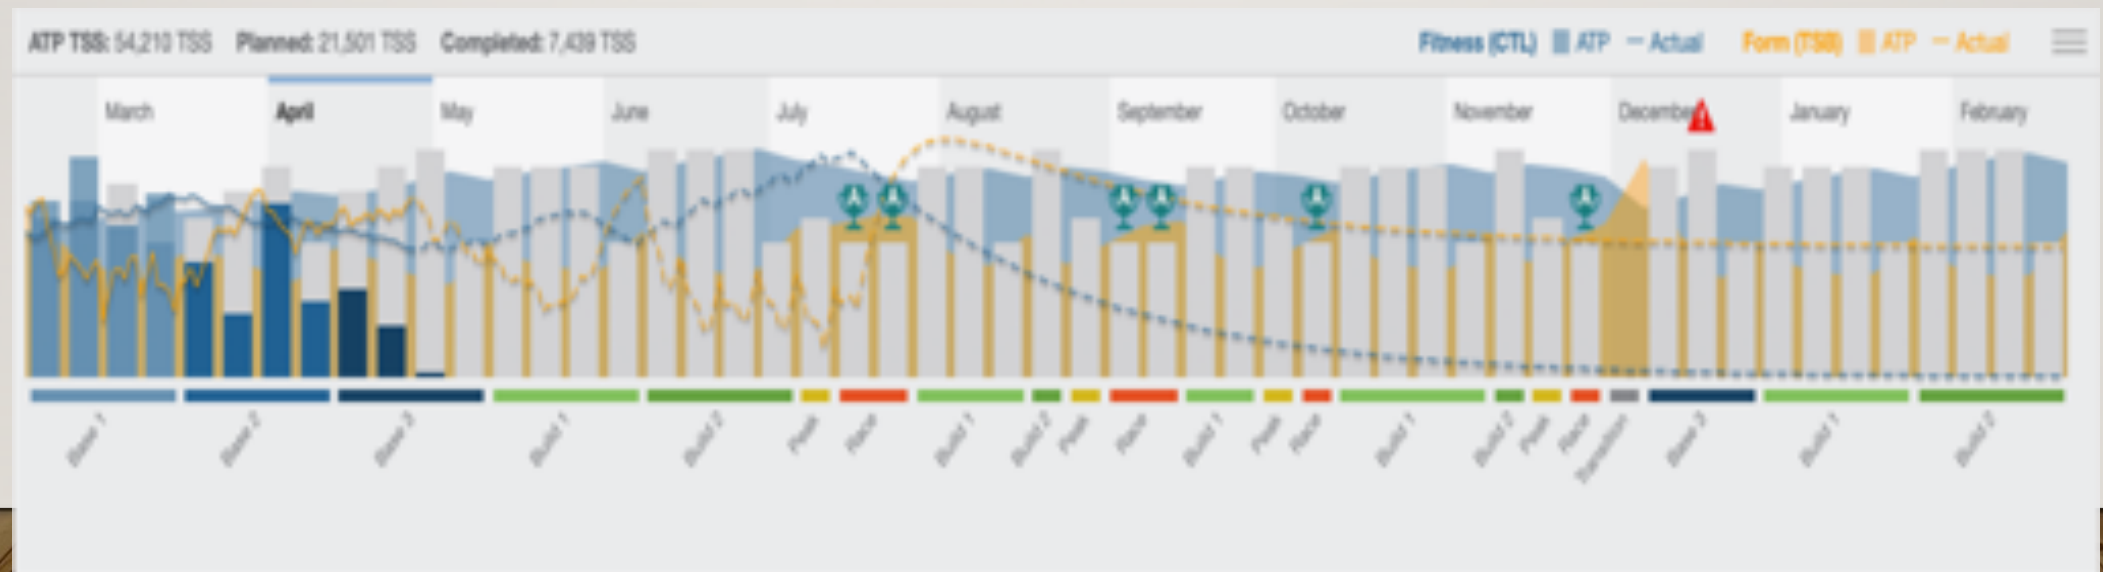 ATP TSS: 54,210 TSS Planned: 21,501 TSS Completed: 7,439 TSS Fitness (CTL) ATP Actual Form (TSB) ATP Actual
March April May June July August September October November December January February
A A A A A A
Base 1 Base 2 Base 3 Build 1 Build 2 Peak Race Build 1 Build 2 Peak Race Build 1 Peak Race Build 1 Build 2 Peak Race Transition Base 3 Build 1 Build 2